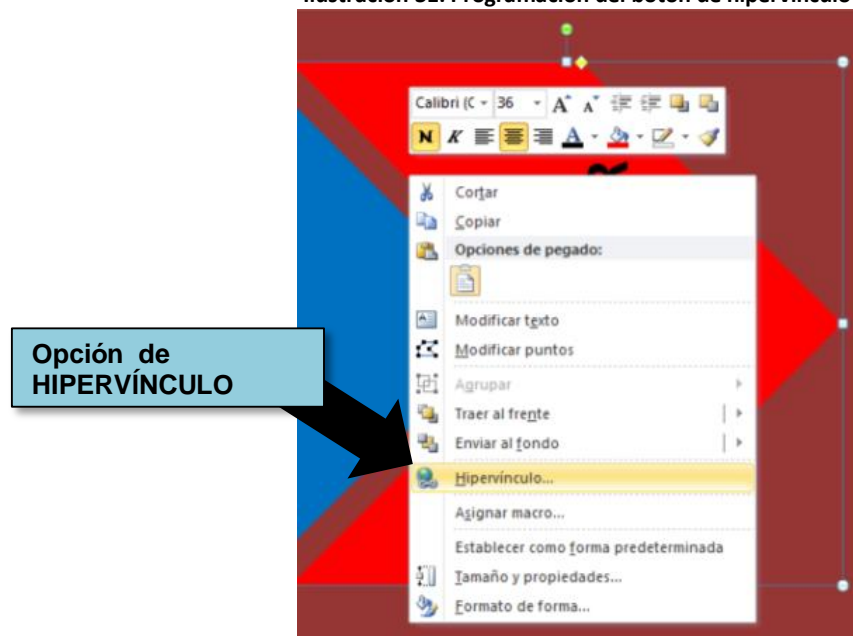 Ilustración 32. Programación del botón de hipervínculo
Calibri (C
36
A A
N K A
Cortar
Copiar
Opciones de pegado:
Modificar texto
Modificar puntos
Agrupar
Traer al frente
Enviar al fondo
Opción de
HIPERVÍNCULO
Hipervínculo...
Asignar macro...
Establecer como forma predeterminada
Tamaño y propiedades...
Formato de forma...